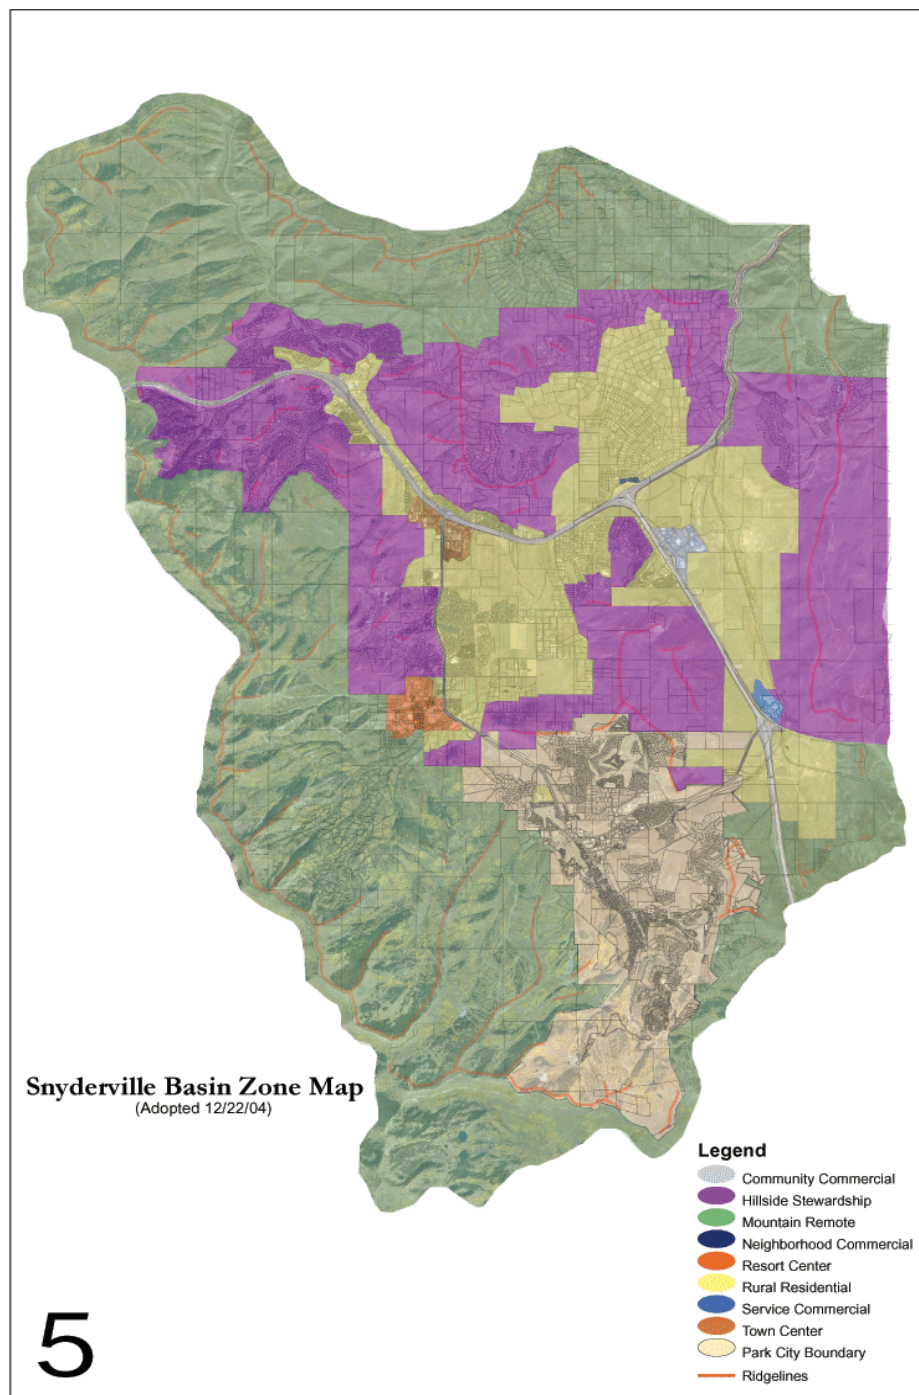 Snyderville Basin Zone Map
(Adopted 12/22/04)
Legend
Community Commercial
Hillside Stewardship
Mountain Remote
Neighborhood Commercial
Resort Center
Rural Residential
Service Commercial
Town Center
Park City Boundary
Ridgelines
5